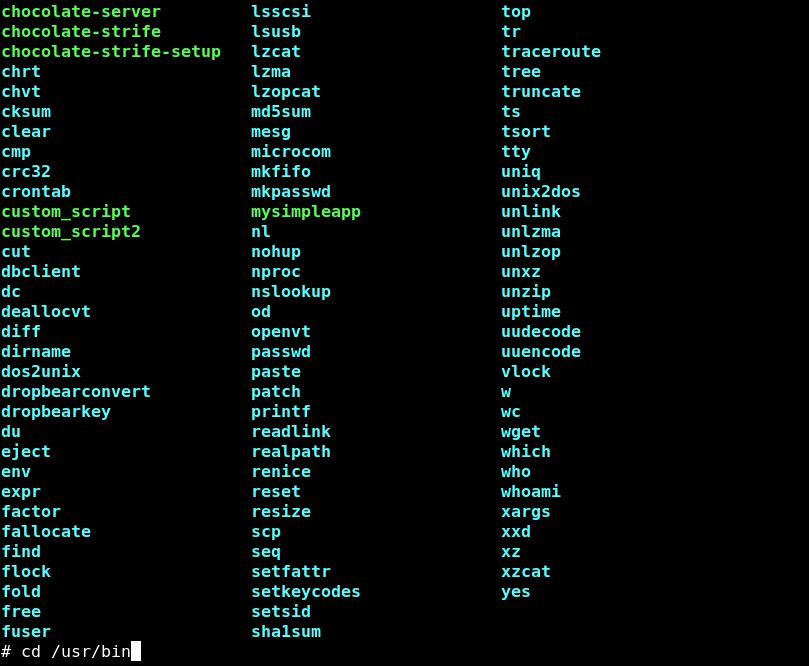 chocolate-server lsscsi top
chocolate-strife lsusb tr
chocolate-strife-setup lzcat traceroute
chrt lzma tree
chvt lzopcat truncate
cksum md5sum ts
clear mesg tsort
cmp microcom tty
crc32 mkfifo uniq
crontab mkpasswd unix2dos
custom_script mysimpleapp unlink
custom_script2 nl unlzma
cut nohup unlzop
dbclient nproc unxz
dc nslookup unzip
deallocvt od uptime
diff openvt uudecode
dirname passwd uuencode
dos2unix paste vlock
dropbearconvert patch w
dropbearkey printf wc
du readlink wget
eject realpath which
env renice who
expr reset whoami
factor resize xargs
fallocate scp xxd
find seq xz
flock setfattr xzcat
fold setkeycodes yes
free setsid
fuser sha1sum
# cd /usr/bin